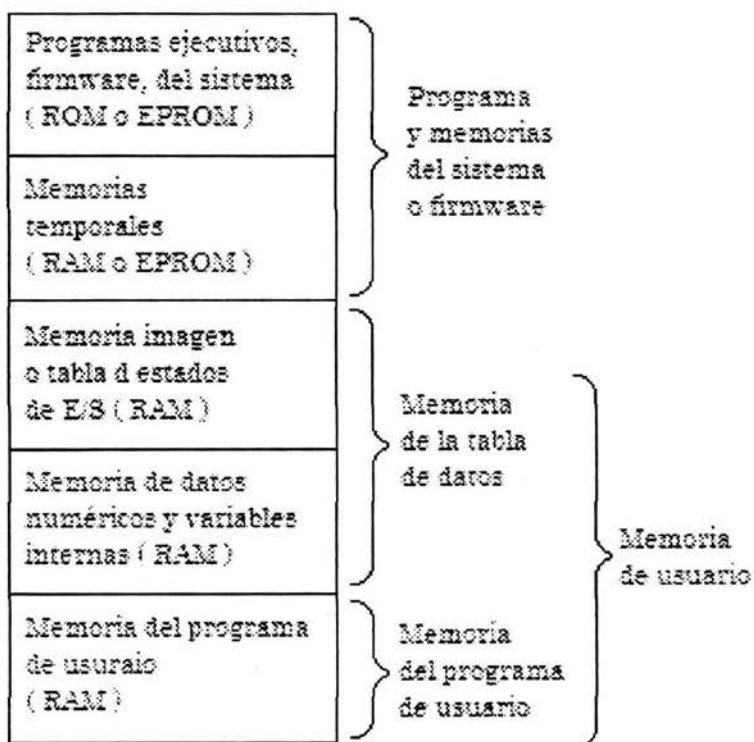 Programas ejecutivos,
firmware, del sistema
( ROM o EPROM )
Memorias
temporales
( RAM o EPROM )
Memoria imagen
o tabla d estados
de E/S ( RAM )
Memoria de datos
numéricos y variables
internas ( RAM )
Memoria del programa
de usuraio
( RAM )
Programa
y memorias
del sistema
o firmware
Memoria
de la tabla
de datos
Memoria
del programa
de usuario
Memoria
de usuario